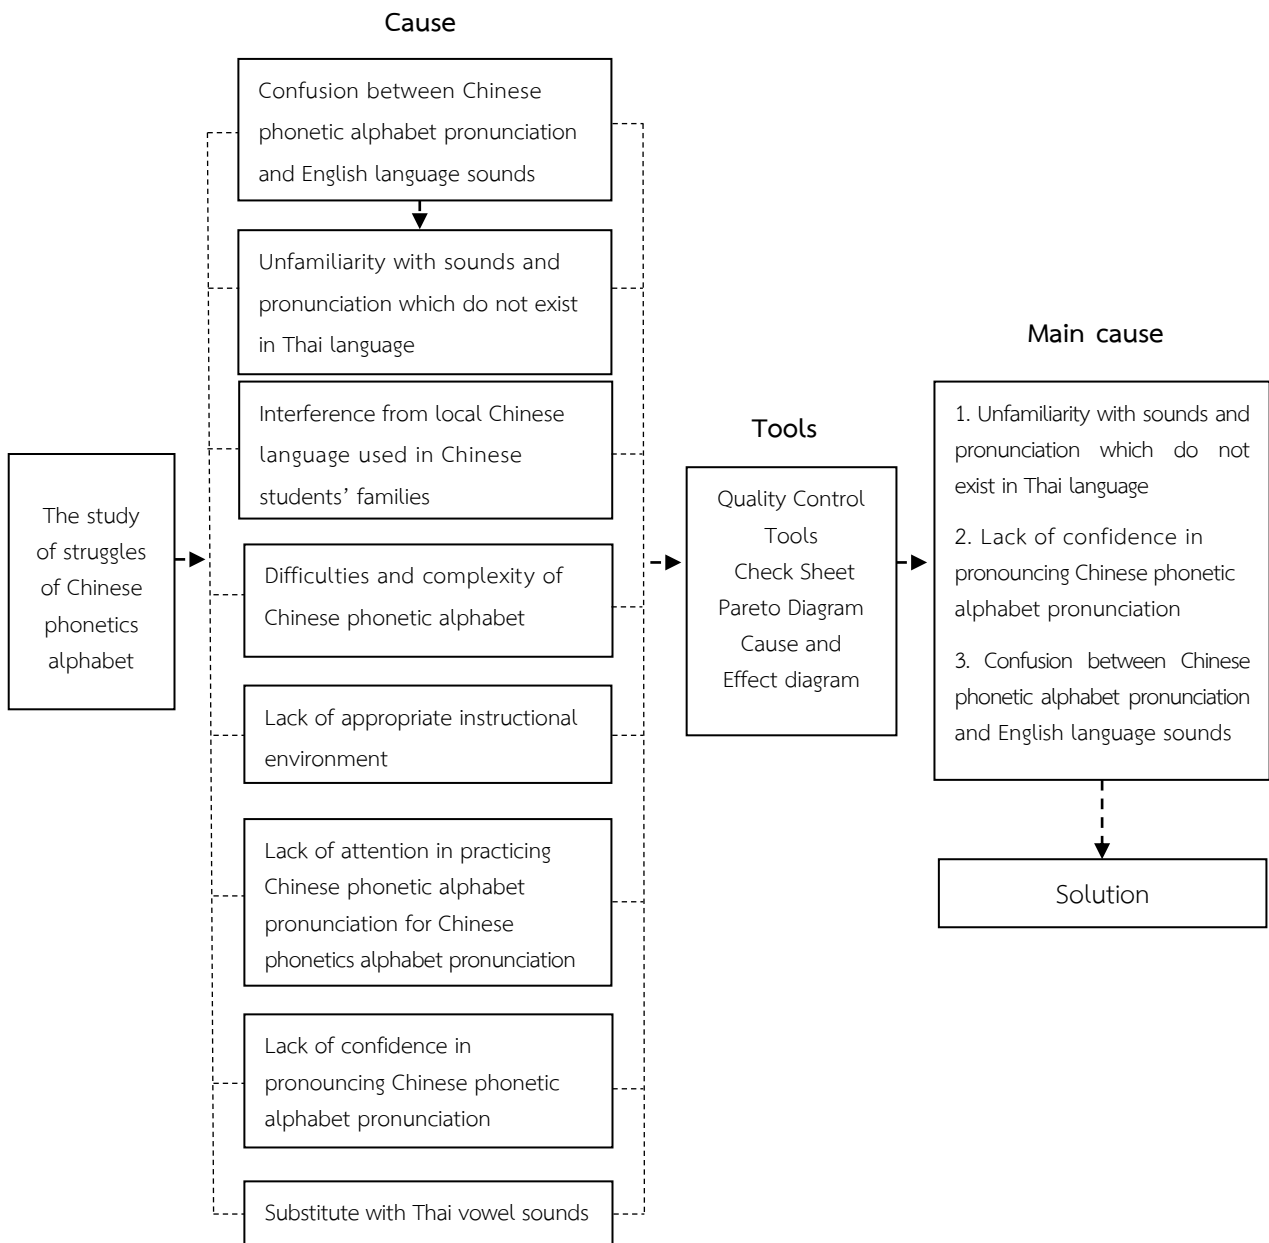 Cause
Confusion between Chinese
phonetic alphabet pronunciation
and English language sounds
Unfamiliarity with sounds and
pronunciation which do not exist
in Thai language
Interference from local Chinese
language used in Chinese
students’ families
The study
of struggles
of Chinese
phonetics
alphabet
Difficulties and complexity of
Chinese phonetic alphabet
Lack of appropriate instructional
environment
Lack of attention in practicing
Chinese phonetic alphabet
pronunciation for Chinese
phonetics alphabet pronunciation
Lack of confidence in
pronouncing Chinese phonetic
alphabet pronunciation
Substitute with Thai vowel sounds
Tools
Quality Control
Tools
Check Sheet
Pareto Diagram
Cause and
Effect diagram
Main cause
1. Unfamiliarity with sounds and
pronunciation which do not
exist in Thai language
2. Lack of confidence in
pronouncing Chinese phonetic
alphabet pronunciation
3. Confusion between Chinese
phonetic alphabet pronunciation
and English language sounds
Solution